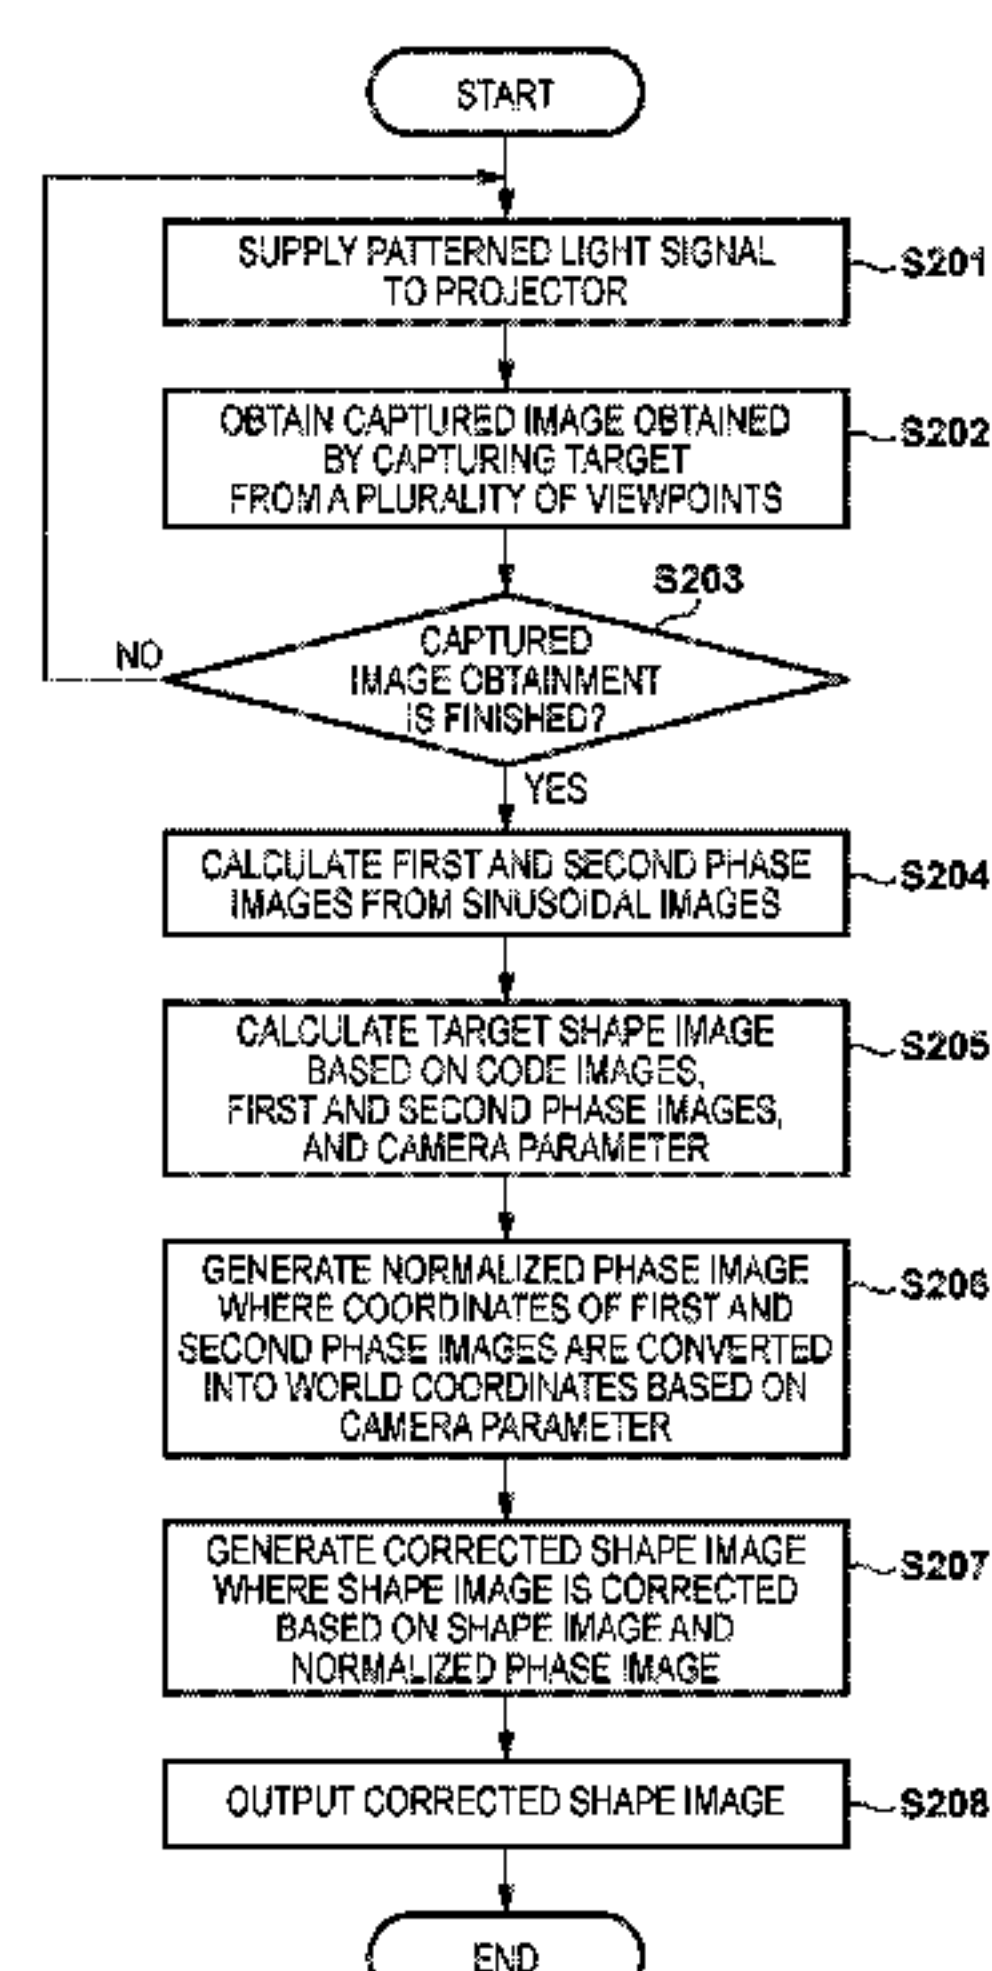 START
SUPPLY PATTERNED LIGHT SIGNAL
TO PROJECTOR
S201
OBTAIN CAPTURED IMAGE OBTAINED
BY CAPTURING TARGET
FROM A PLURALITY OF VIEWPOINTS
S202
S203
CAPTURED
IMAGE OBTAINMENT
IS FINISHED?
NO
YES
CALCULATE FIRST AND SECOND PHASE
IMAGES FROM SINUSOIDAL IMAGES
S204
CALCULATE TARGET SHAPE IMAGE
BASED ON CODE IMAGES,
FIRST AND SECOND PHASE IMAGES,
AND CAMERA PARAMETER
S205
GENERATE NORMALIZED PHASE IMAGE
WHERE COORDINATES OF FIRST AND
SECOND PHASE IMAGES ARE CONVERTED
INTO WORLD COORDINATES BASED ON
CAMERA PARAMETER
S206
GENERATE CORRECTED SHAPE IMAGE
WHERE SHAPE IMAGE IS CORRECTED
BASED ON SHAPE IMAGE AND
NORMALIZED PHASE IMAGE
S207
OUTPUT CORRECTED SHAPE IMAGE
S208
END